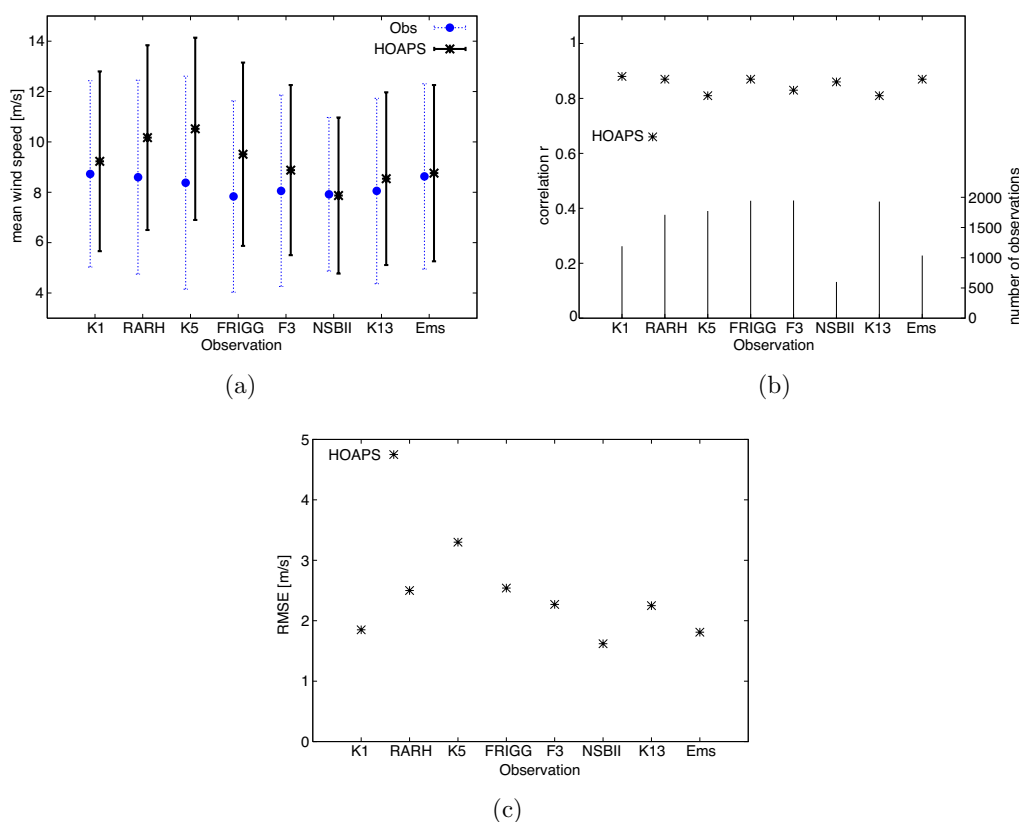 Obs
HOAPS
mean wind speed [m/s]
14
12
10
8
6
4
K1 RARH K5 FRIGG F3 NSBII K13 Ems
Observation
(a)
correlation r
1
0.8
0.6
0.4
0.2
0
HOAPS
2000
1500
1000
500
0
number of observations
K1 RARH K5 FRIGG F3 NSBII K13 Ems
Observation
(b)
RMSE [m/s]
5
4
3
2
1
0
HOAPS
K1 RARH K5 FRIGG F3 NSBII K13 Ems
Observation
(c)